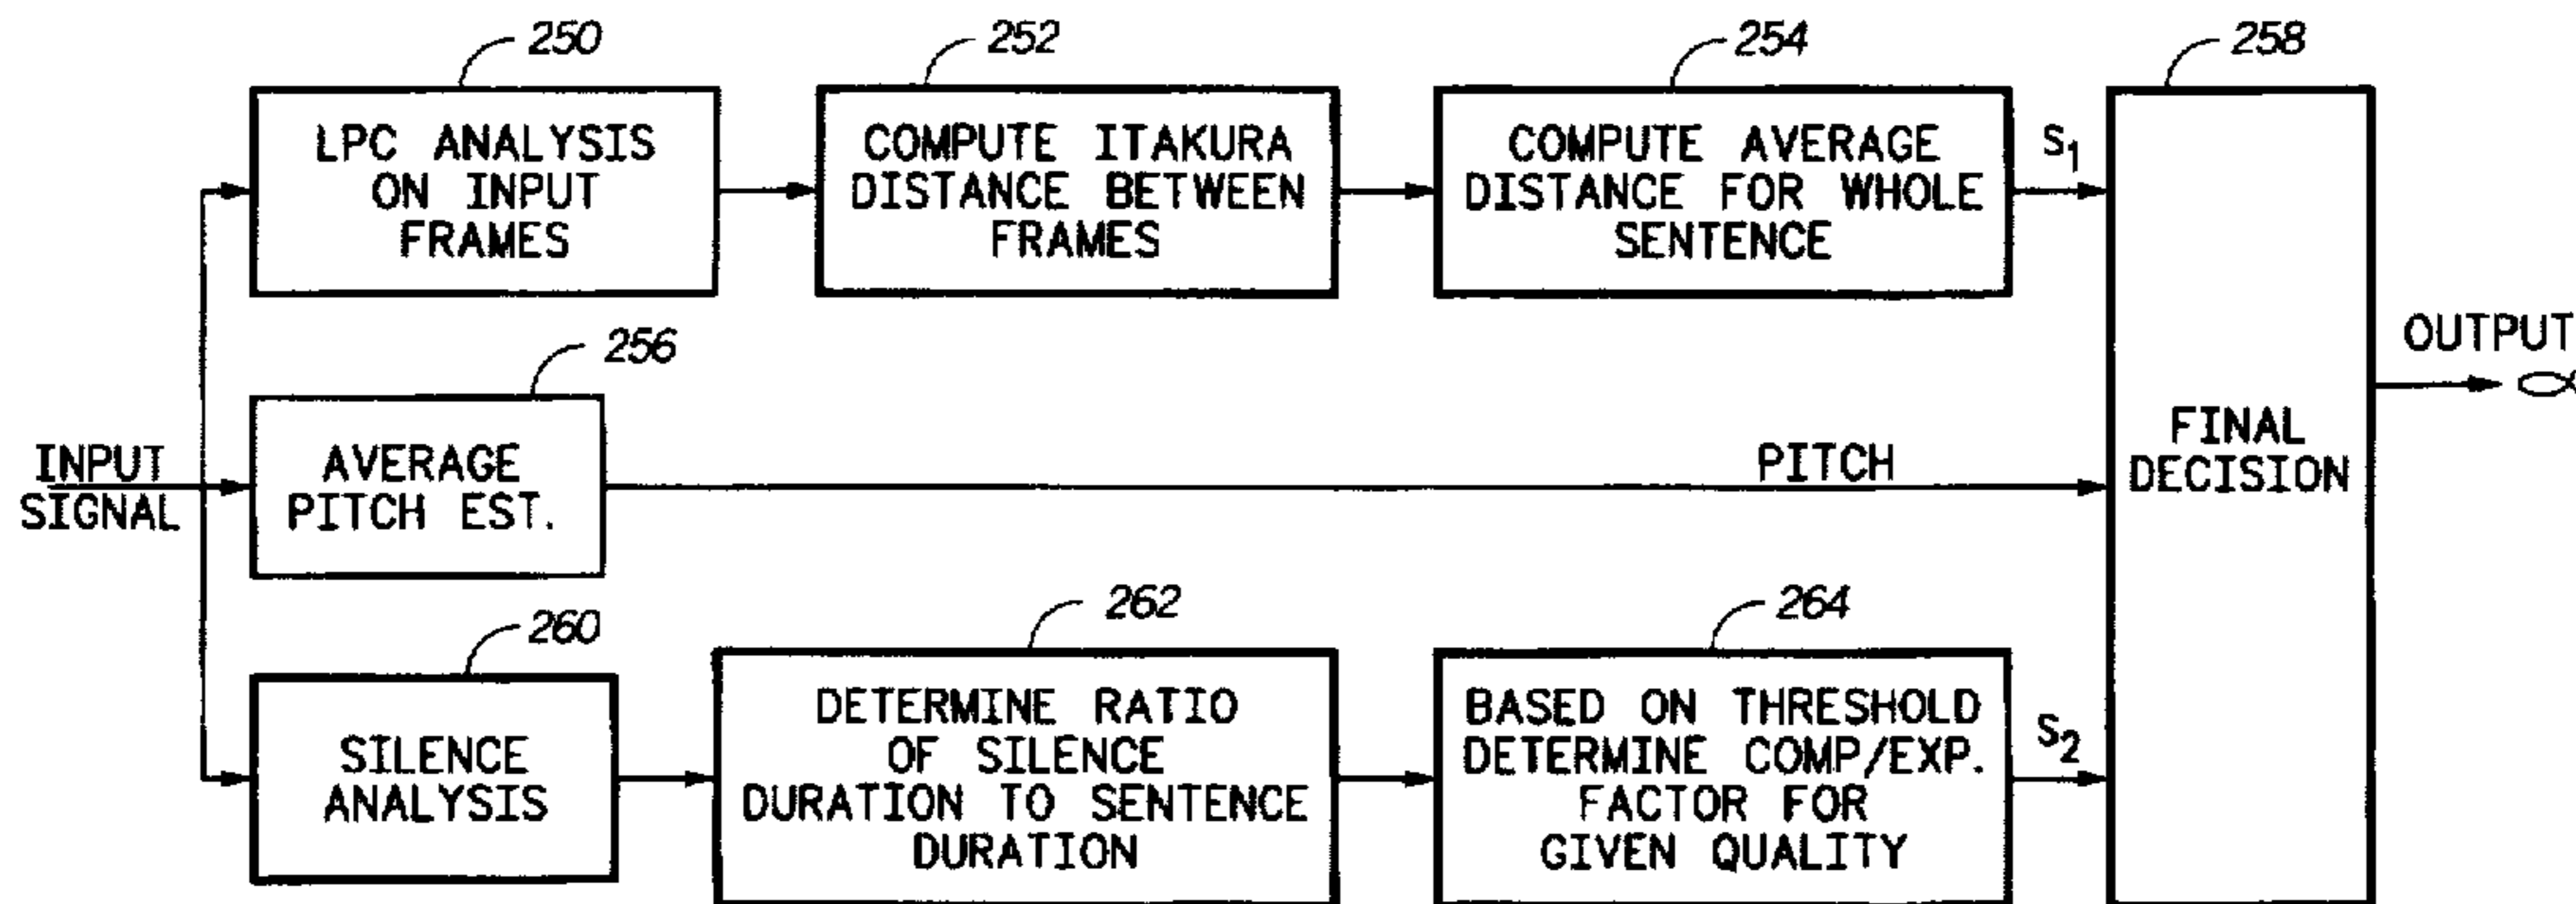 250
252
254
258
LPC ANALYSIS
ON INPUT
FRAMES
COMPUTE ITAKURA
DISTANCE BETWEEN
FRAMES
COMPUTE AVERAGE
DISTANCE FOR WHOLE
SENTENCE
S1
256
OUTPUT
α
INPUT
SIGNAL
AVERAGE
PITCH EST.
PITCH
FINAL
DECISION
260
262
264
SILENCE
ANALYSIS
DETERMINE RATIO
OF SILENCE
DURATION TO SENTENCE
DURATION
BASED ON THRESHOLD
DETERMINE COMP/EXP.
FACTOR FOR
GIVEN QUALITY
S2